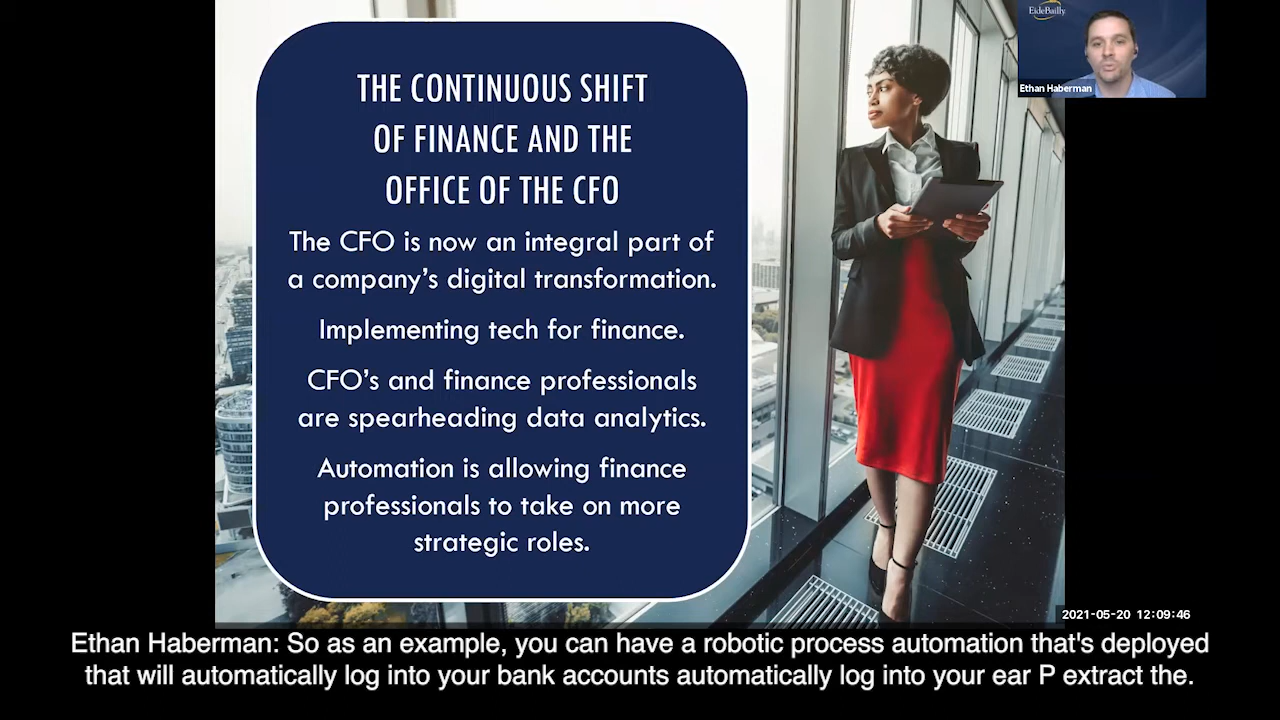 EideBailly
Ethan Haberman
THE CONTINUOUS SHIFT
OF FINANCE AND THE
OFFICE OF THE CFO
The CFO is now an integral part of
a company's digital transformation.
Implementing tech for finance.
CFO's and finance professionals
are spearheading data analytics.
Automation is allowing finance
professionals to take on more
strategic roles.
2021-05-20 12:09:46
Ethan Haberman: So as an example, you can have a robotic process automation that's deployed
that will automatically log into your bank accounts automatically log into your ear P extract the.